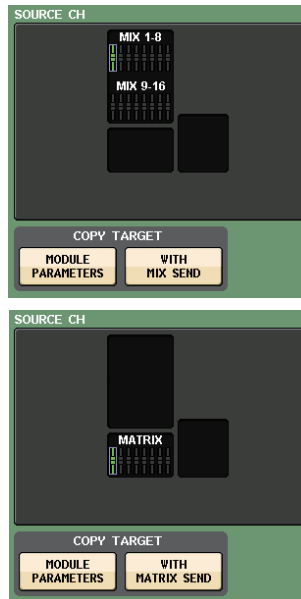 SOURCE CH
MIX 1-8
MIX 9-16
COPY TARGET
MODULE
PARAMETERS
WITH
MIX SEND
SOURCE CH
MATRIX
COPY TARGET
MODULE
PARAMETERS
WITH
MATRIX SEND